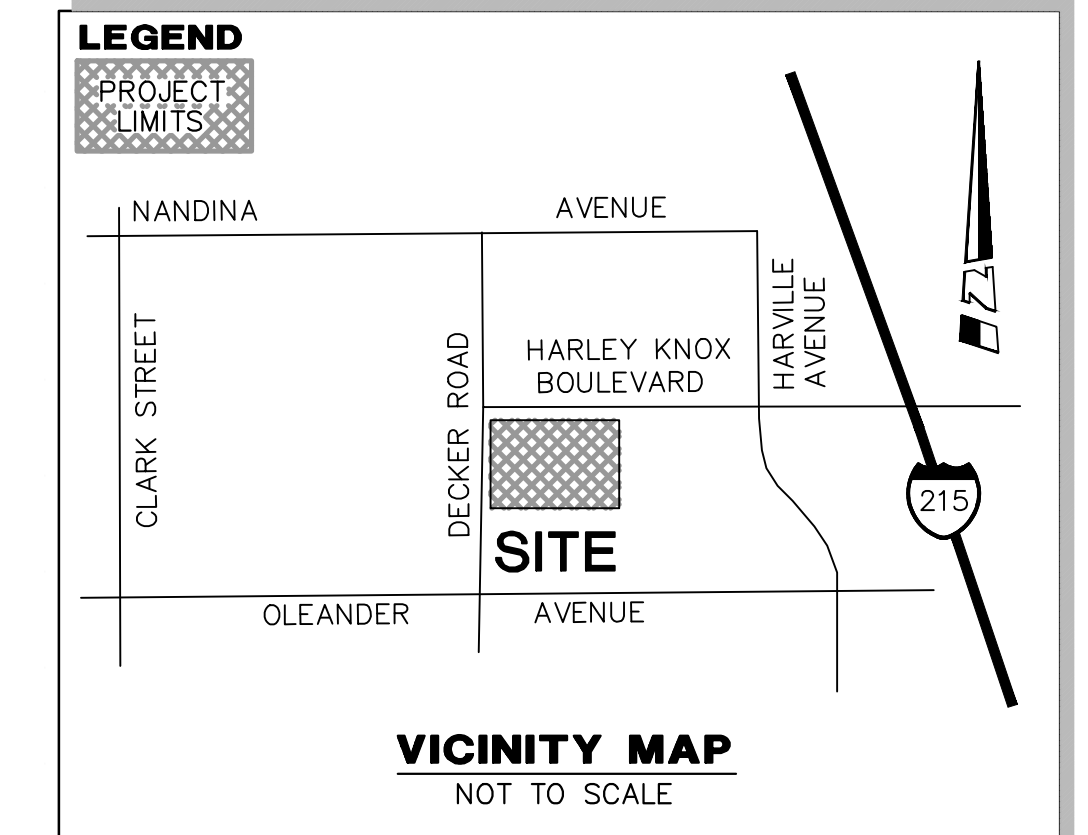 LEGEND
PROJECT
LIMITS
NANDINA AVENUE
CLARK STREET
DECKER ROAD
HARLEY KNOX
BOULEVARD
HARVILLE
AVENUE
N
215
SITE
OLEANDER AVENUE
VICINITY MAP
NOT TO SCALE